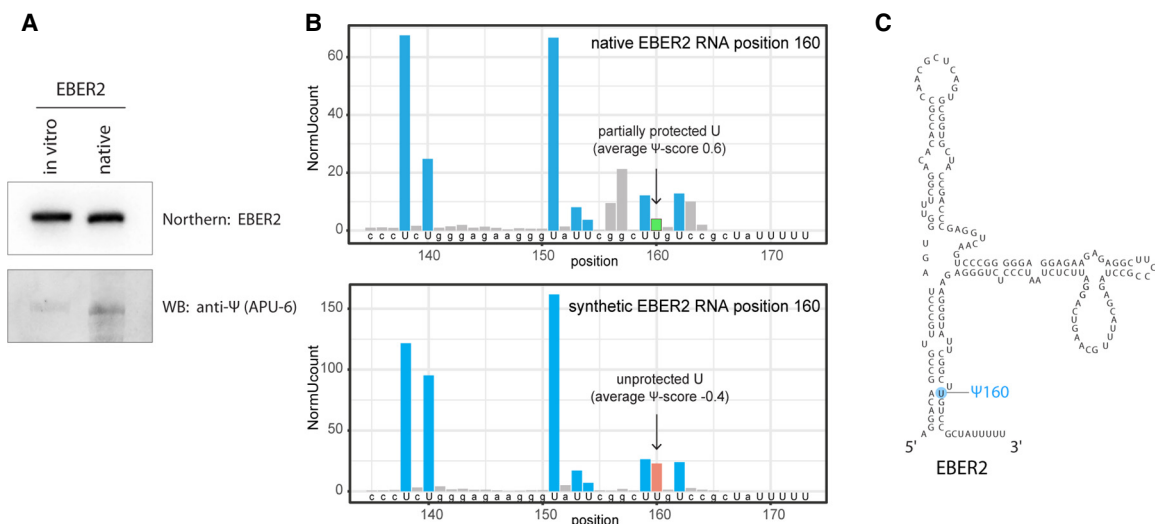 A
EBER2
in vitro
native
Northern: EBER2
WB: anti-Ψ (APU-6)
B
native EBER2 RNA position 160
NormUcount
60
40
20
0
partially protected U
(average Ψ-score 0.6)
c c c U c U g g g a g a a g g g U a U U c g g c U U g U c c g c U a U U U U U
140
150
160
170
position
synthetic EBER2 RNA position 160
NormUcount
150
100
50
0
unprotected U
(average Ψ-score -0.4)
c c c U c U g g g a g a a g g g U a U U c g g c U U g U c c g c U a U U U U U
140
150
160
170
position
C
Ψ160
GCUAUUUUU
5'
3'
EBER2